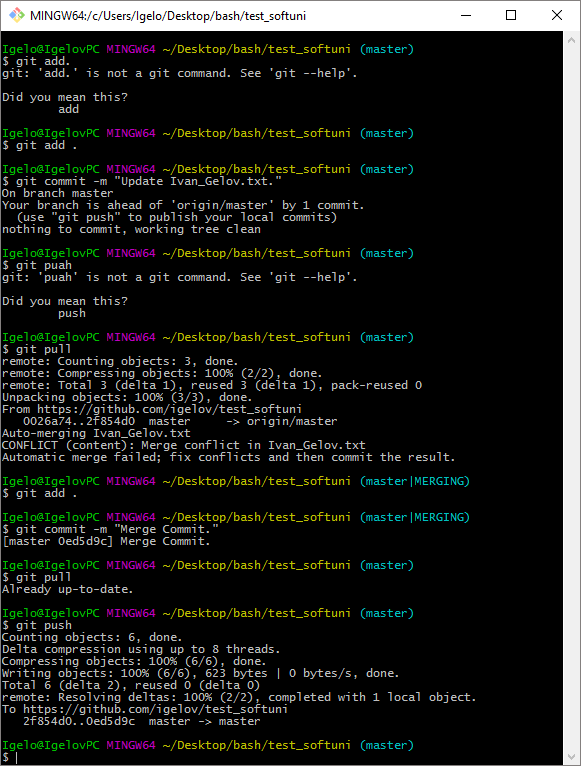 MINGW64:/c/Users/Igelo/Desktop/bash/test_softuni
Igelo@IgelovPC MINGW64 ~/Desktop/bash/test_softuni (master)
$ git add.
git: 'add.' is not a git command. See 'git --help'.
Did you mean this?
add
Igelo@IgelovPC MINGW64 ~/Desktop/bash/test_softuni (master)
$ git add .
Igelo@IgelovPC MINGW64 ~/Desktop/bash/test_softuni (master)
$ git commit -m "Update Ivan_Gelov.txt."
On branch master
Your branch is ahead of 'origin/master' by 1 commit.
(use "git push" to publish your local commits)
nothing to commit, working tree clean
Igelo@IgelovPC MINGW64 ~/Desktop/bash/test_softuni (master)
$ git puah
git: 'puah' is not a git command. See 'git --help'.
Did you mean this?
push
Igelo@IgelovPC MINGW64 ~/Desktop/bash/test_softuni (master)
$ git pull
remote: Counting objects: 3, done.
remote: Compressing objects: 100% (2/2), done.
remote: Total 3 (delta 1), reused 3 (delta 1), pack-reused 0
Unpacking objects: 100% (3/3), done.
From https://github.com/igelov/test_softuni
0026a74..2f854d0  master     -> origin/master
Auto-merging Ivan_Gelov.txt
CONFLICT (content): Merge conflict in Ivan_Gelov.txt
Automatic merge failed; fix conflicts and then commit the result.
Igelo@IgelovPC MINGW64 ~/Desktop/bash/test_softuni (master|MERGING)
$ git add .
Igelo@IgelovPC MINGW64 ~/Desktop/bash/test_softuni (master|MERGING)
$ git commit -m "Merge Commit."
[master 0ed5d9c] Merge Commit.
Igelo@IgelovPC MINGW64 ~/Desktop/bash/test_softuni (master)
$ git pull
Already up-to-date.
Igelo@IgelovPC MINGW64 ~/Desktop/bash/test_softuni (master)
$ git push
Counting objects: 6, done.
Delta compression using up to 8 threads.
Compressing objects: 100% (6/6), done.
Writing objects: 100% (6/6), 623 bytes | 0 bytes/s, done.
Total 6 (delta 2), reused 0 (delta 0)
remote: Resolving deltas: 100% (2/2), completed with 1 local object.
To https://github.com/igelov/test_softuni
2f854d0..0ed5d9c  master -> master
Igelo@IgelovPC MINGW64 ~/Desktop/bash/test_softuni (master)
$